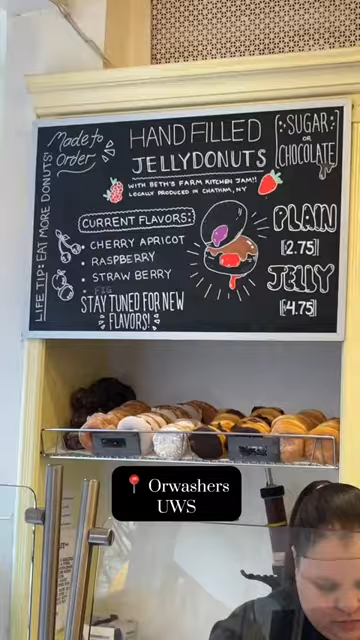 LIFE TIP: EAT MORE DONUTS!
Made to
Order
HAND FILLED
JELLY DONUTS
WITH BETH'S FARM KITCHEN JAM!!
LOCALLY PRODUCED IN CHATHAM, NY
SUGAR
OR
CHOCOLATE
CURRENT FLAVORS:
• CHERRY APRICOT
• RASPBERRY
• STRAWBERRY
• FIG
STAY TUNED FOR NEW
FLAVORS!
PLAIN
[2.75]
JELLY
[$4.75]
📍 Orwashers
UWS